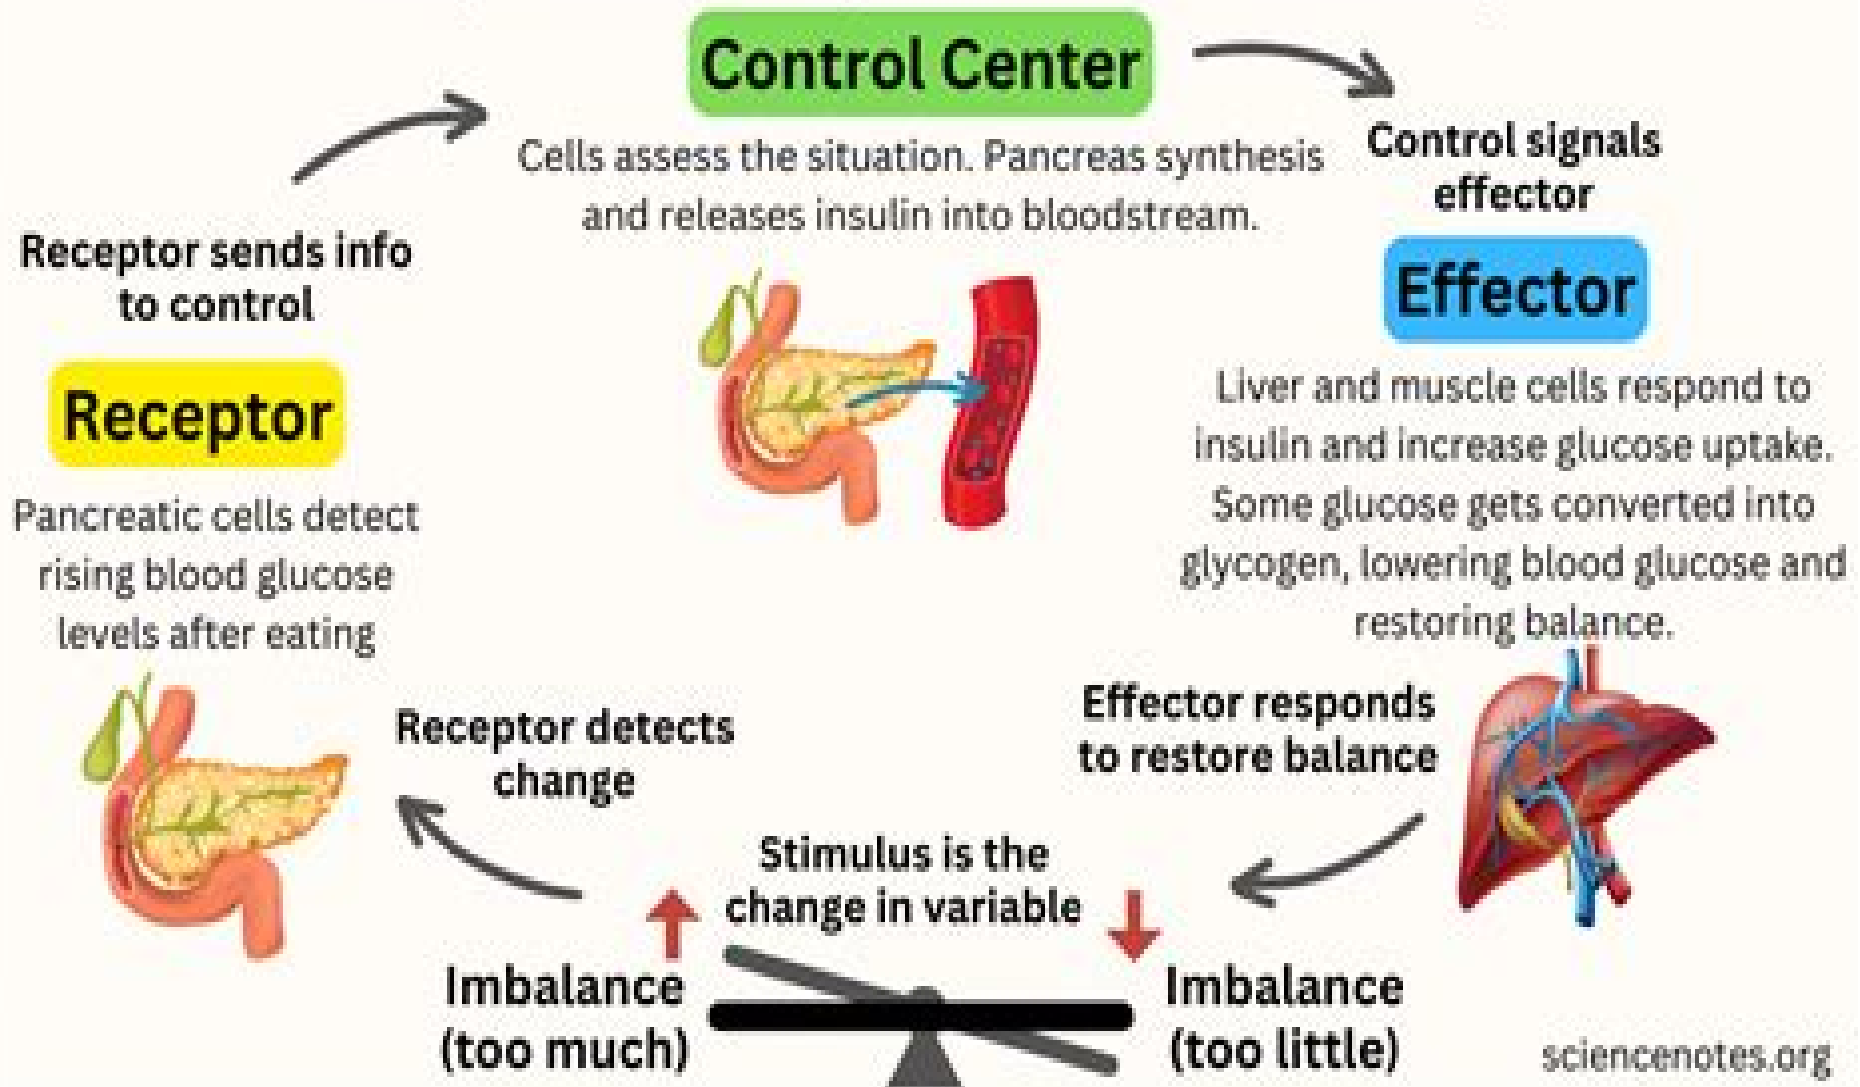 Control Center
Cells assess the situation. Pancreas synthesis
and releases insulin into bloodstream.
Control signals
effector
Effector
Liver and muscle cells respond to
insulin and increase glucose uptake.
Some glucose gets converted into
glycogen, lowering blood glucose and
restoring balance.
Receptor sends info
to control
Receptor
Pancreatic cells detect
rising blood glucose
levels after eating
Receptor detects
change
Effector responds
to restore balance
Stimulus is the
change in variable
Imbalance
(too much)
Imbalance
(too little)
sciencenotes.org